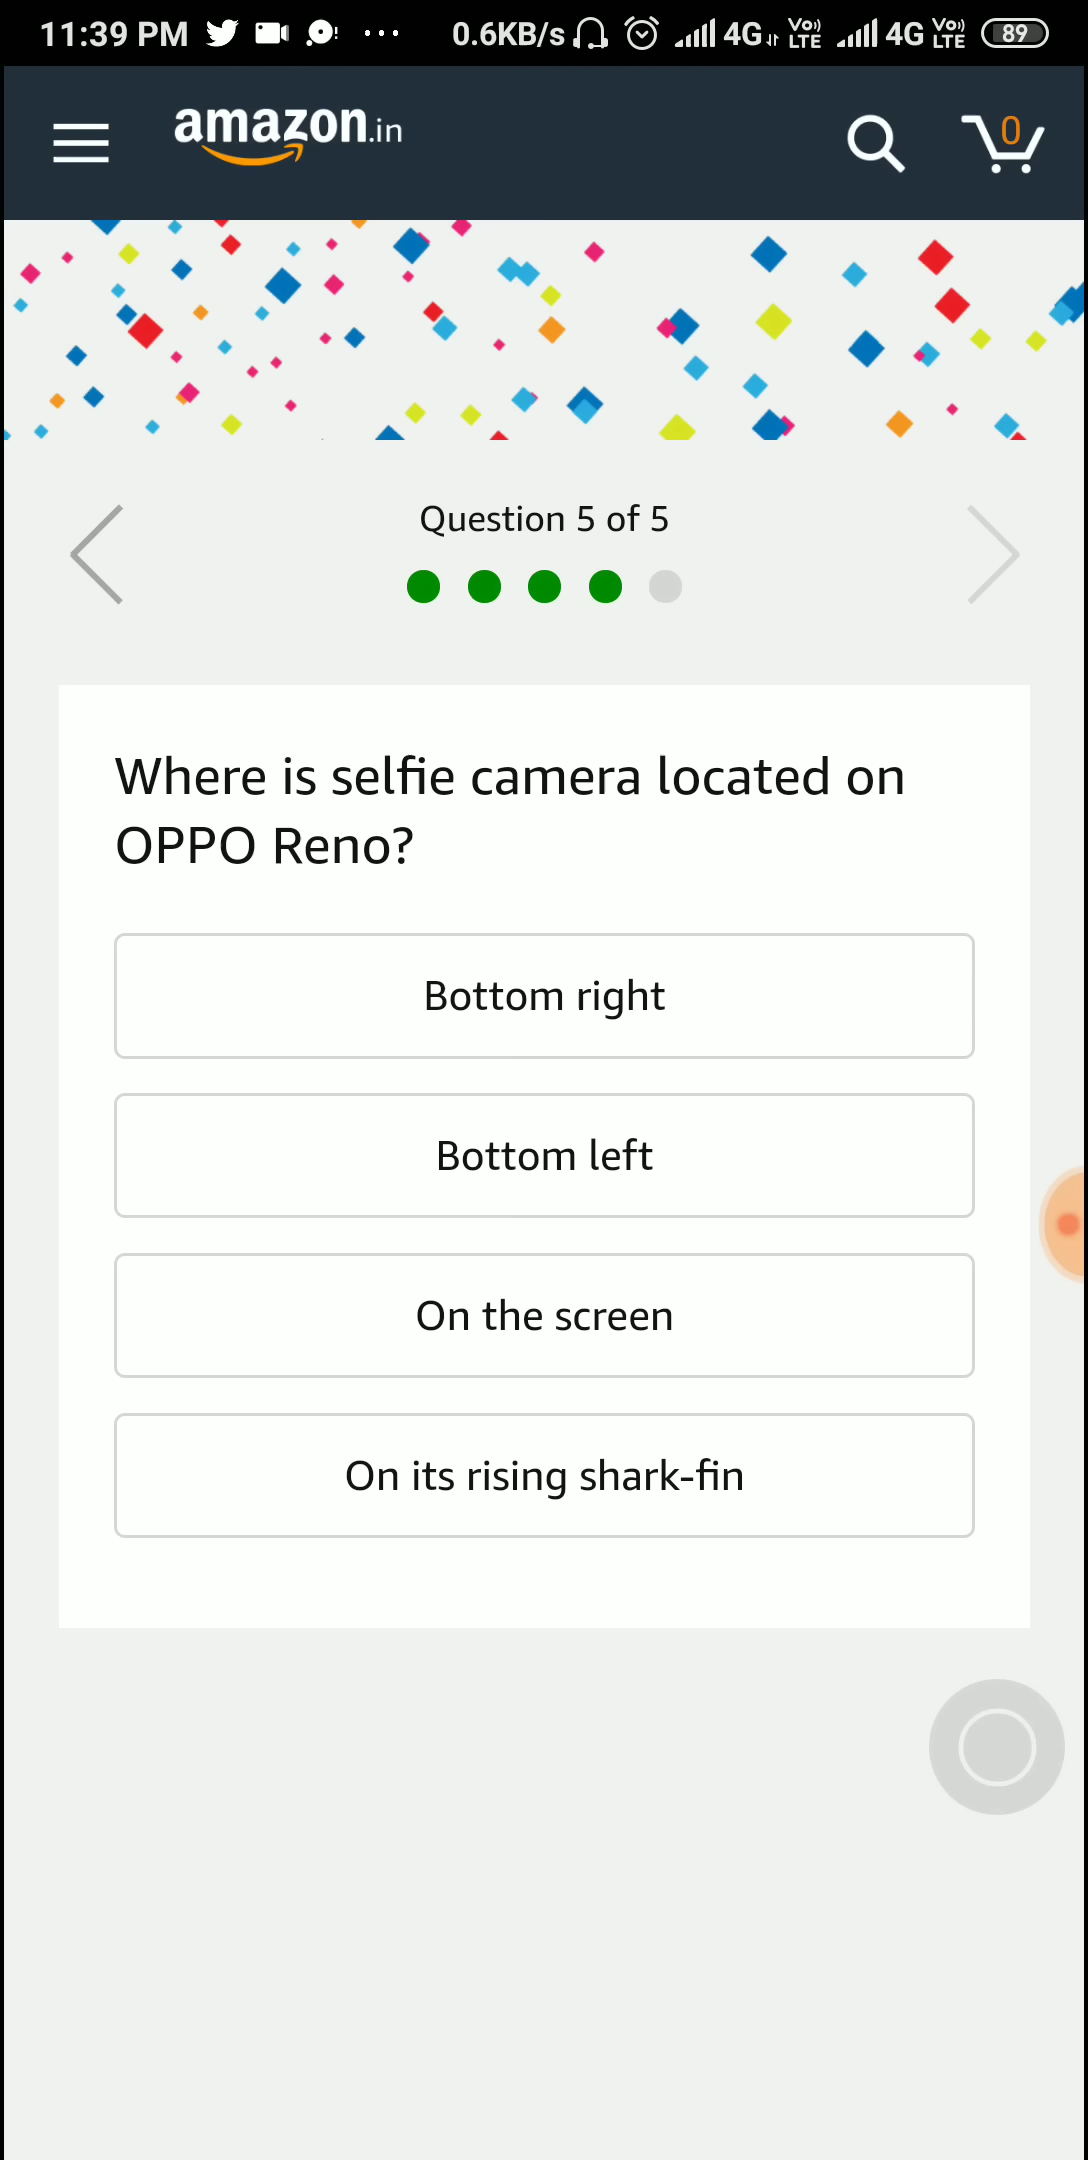 11:39 PM ... 0.6KB/s 4G VoLTE 4G VoLTE 89
amazon.in
0
Question 5 of 5
Where is selfie camera located on
OPPO Reno?
Bottom right
Bottom left
On the screen
On its rising shark-fin